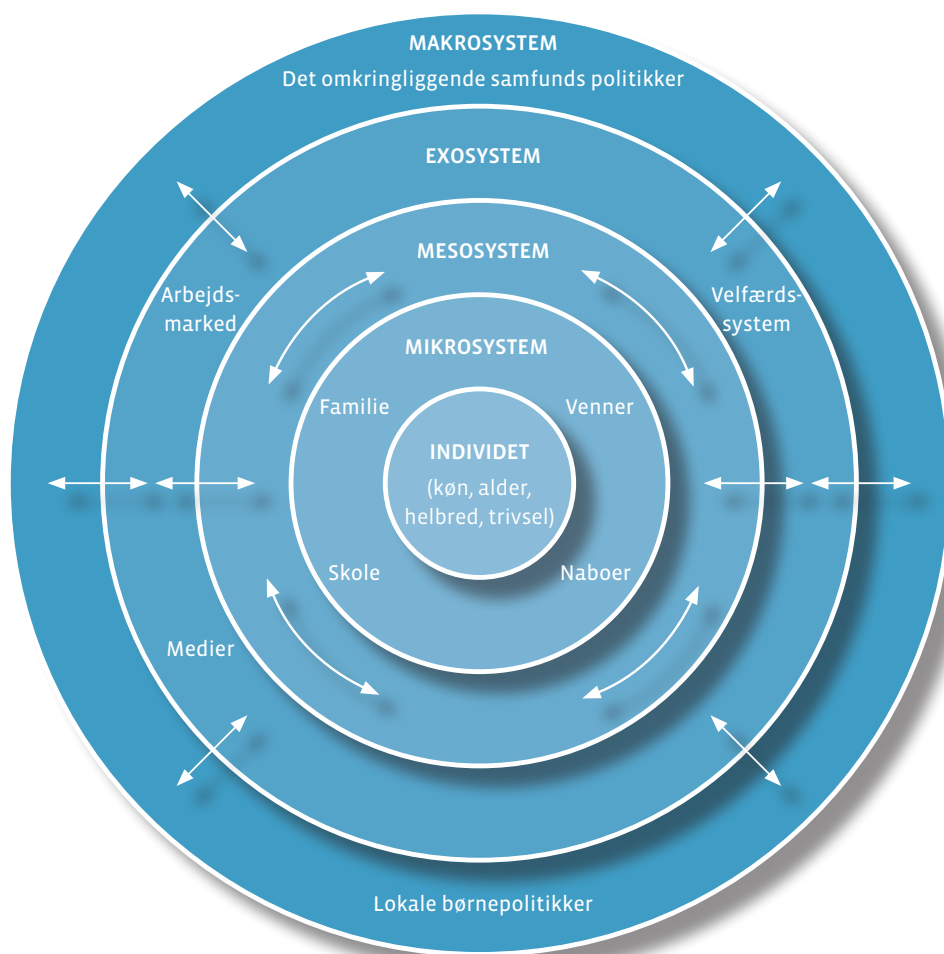 MAKROSYSTEM
Det omkringliggende samfunds politikker
EXOSYSTEM
MESOSYSTEM
Arbejds-
marked
Velfærds-
system
MIKROSYSTEM
Familie
Venner
INDIVIDET
(køn, alder,
helbred, trivsel)
Skole
Naboer
Medier
Lokale børnepolitikker